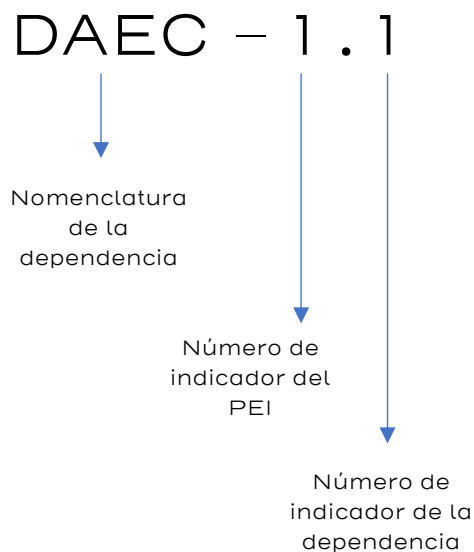 DAEC – 1.1
Nomenclatura
de la
dependencia
Número de
indicador del
PEI
Número de
indicador de la
dependencia